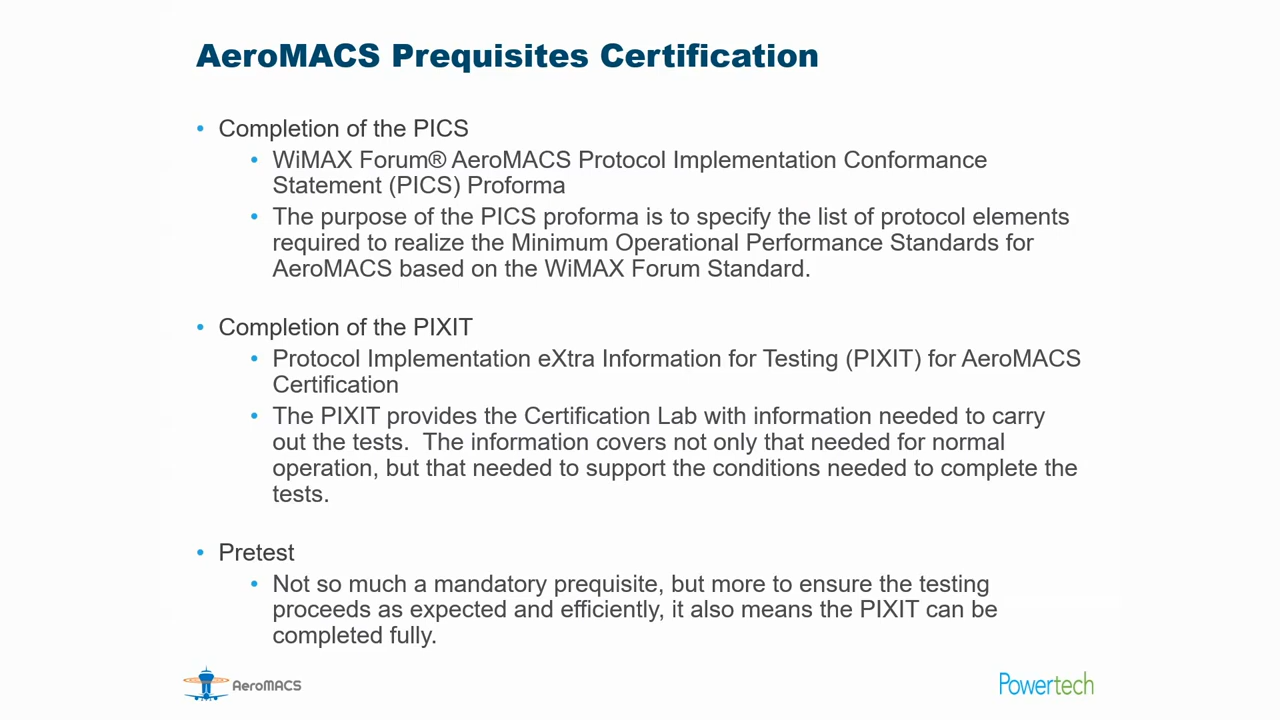 AeroMACS Prequisites Certification
• Completion of the PICS
• WiMAX Forum® AeroMACS Protocol Implementation Conformance
Statement (PICS) Proforma
• The purpose of the PICS proforma is to specify the list of protocol elements
required to realize the Minimum Operational Performance Standards for
AeroMACS based on the WiMAX Forum Standard.
• Completion of the PIXIT
• Protocol Implementation eXtra Information for Testing (PIXIT) for AeroMACS
Certification
• The PIXIT provides the Certification Lab with information needed to carry
out the tests.  The information covers not only that needed for normal
operation, but that needed to support the conditions needed to complete the
tests.
• Pretest
• Not so much a mandatory prequisite, but more to ensure the testing
proceeds as expected and efficiently, it also means the PIXIT can be
completed fully.
AeroMACS
Powertech